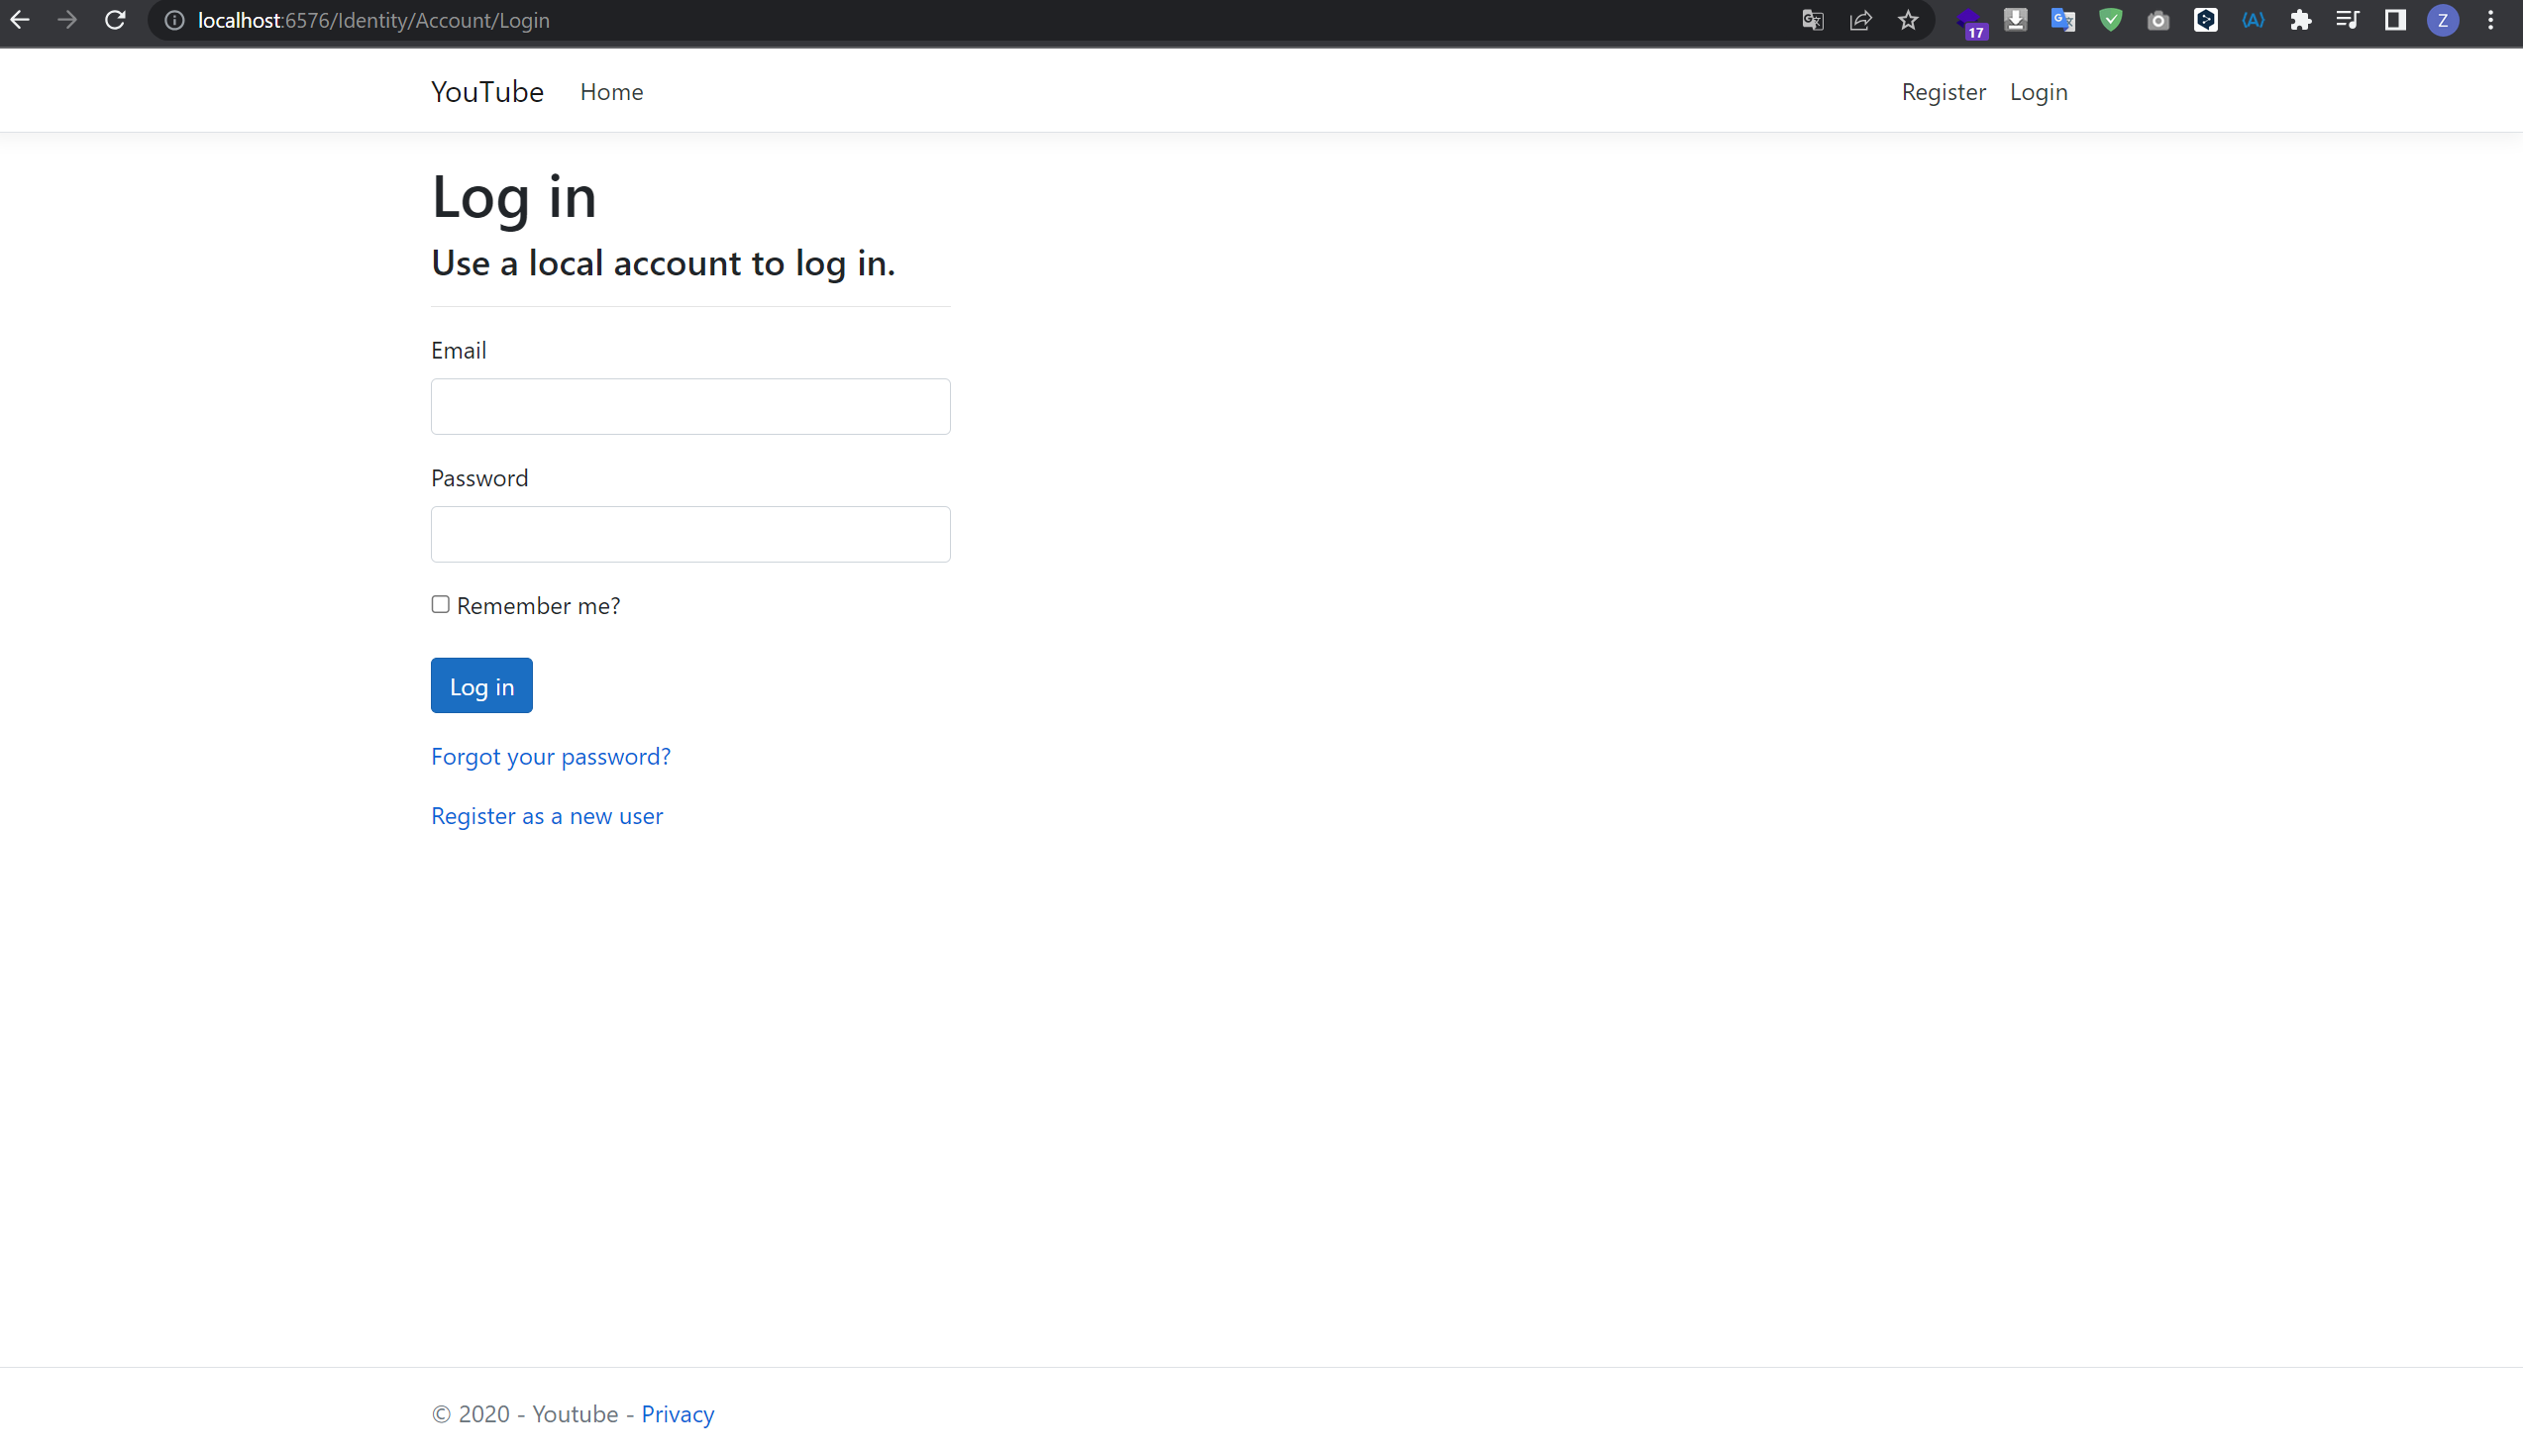 localhost:6576/Identity/Account/Login
17
Z
YouTube Home Register Login
Log in
Use a local account to log in.
Email
Password
Remember me?
Log in
Forgot your password?
Register as a new user
© 2020 - Youtube - Privacy